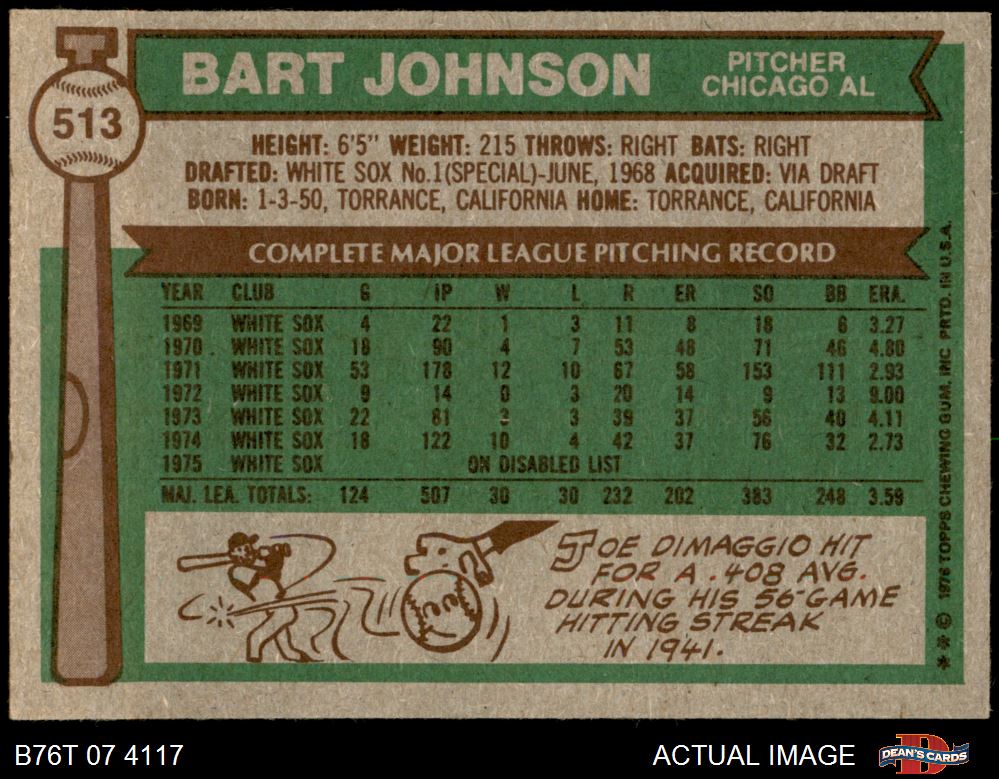 513
BART JOHNSON
PITCHER
CHICAGO AL
HEIGHT: 6'5" WEIGHT: 215 THROWS: RIGHT BATS: RIGHT
DRAFTED: WHITE SOX No.1(SPECIAL)-JUNE, 1968 ACQUIRED: VIA DRAFT
BORN: 1-3-50, TORRANCE, CALIFORNIA HOME: TORRANCE, CALIFORNIA
COMPLETE MAJOR LEAGUE PITCHING RECORD
YEAR CLUB G IP W L R ER SO BB ERA.
1969 WHITE SOX 4 22 1 3 11 8 18 6 3.27
1970 WHITE SOX 18 90 4 7 53 48 71 46 4.80
1971 WHITE SOX 53 178 12 10 67 58 153 111 2.93
1972 WHITE SOX 9 14 0 3 20 14 9 13 9.00
1973 WHITE SOX 22 81 3 3 39 37 56 40 4.11
1974 WHITE SOX 18 122 10 4 42 37 76 32 2.73
1975 WHITE SOX ON DISABLED LIST
MAJ. LEA. TOTALS: 124 507 30 30 232 202 383 248 3.59
JOE DIMAGGIO HIT
FOR A .408 AVG.
DURING HIS 56-GAME
HITTING STREAK
IN 1941.
* * © 1976 TOPPS CHEWING GUM, INC PRTD. IN U.S.A.
B76T 07 4117
ACTUAL IMAGE
DEAN'S CARDS